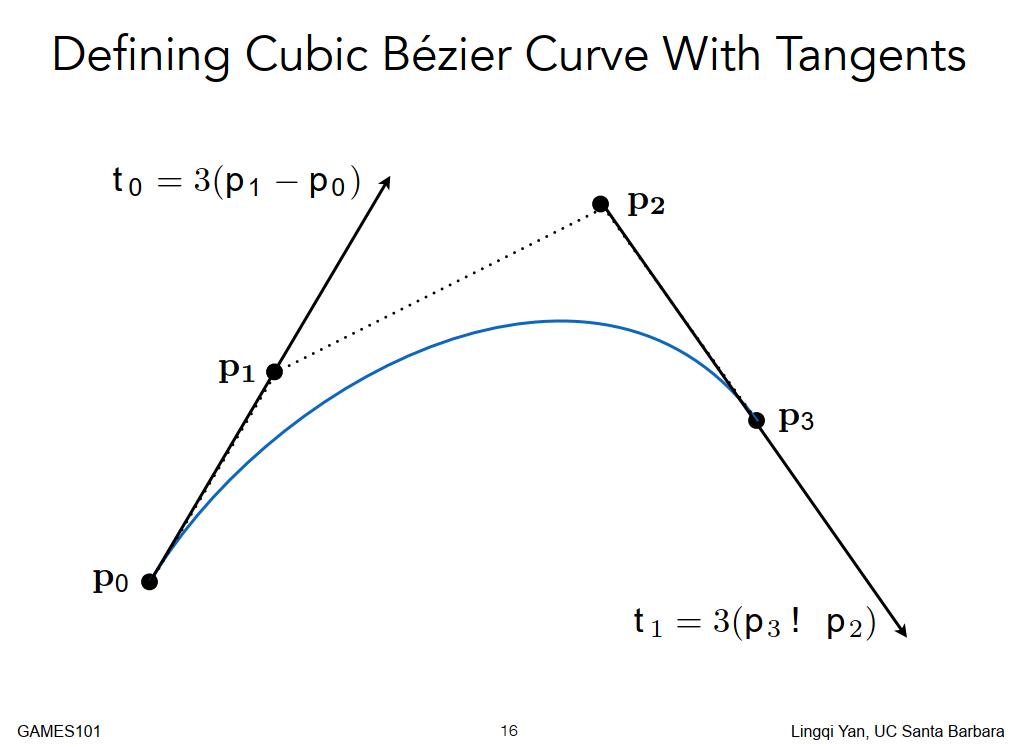 Defining Cubic Bézier Curve With Tangents
t₀ = 3(p₁ − p₀)
p₂
p₁
p₃
p₀
t₁ = 3(p₃ ! p₂)
GAMES101
16
Lingqi Yan, UC Santa Barbara